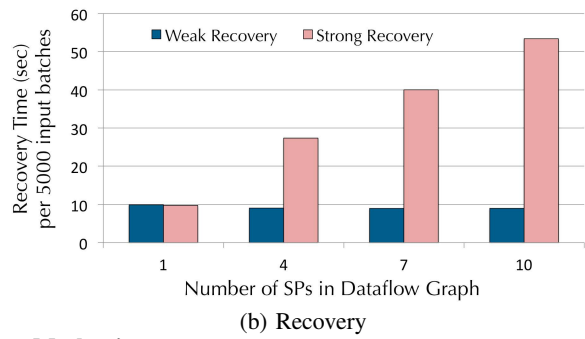 60
Weak Recovery Strong Recovery
50
40
30
20
10
0
Recovery Time (sec)
per 5000 input batches
1 4 7 10
Number of SPs in Dataflow Graph
(b) Recovery